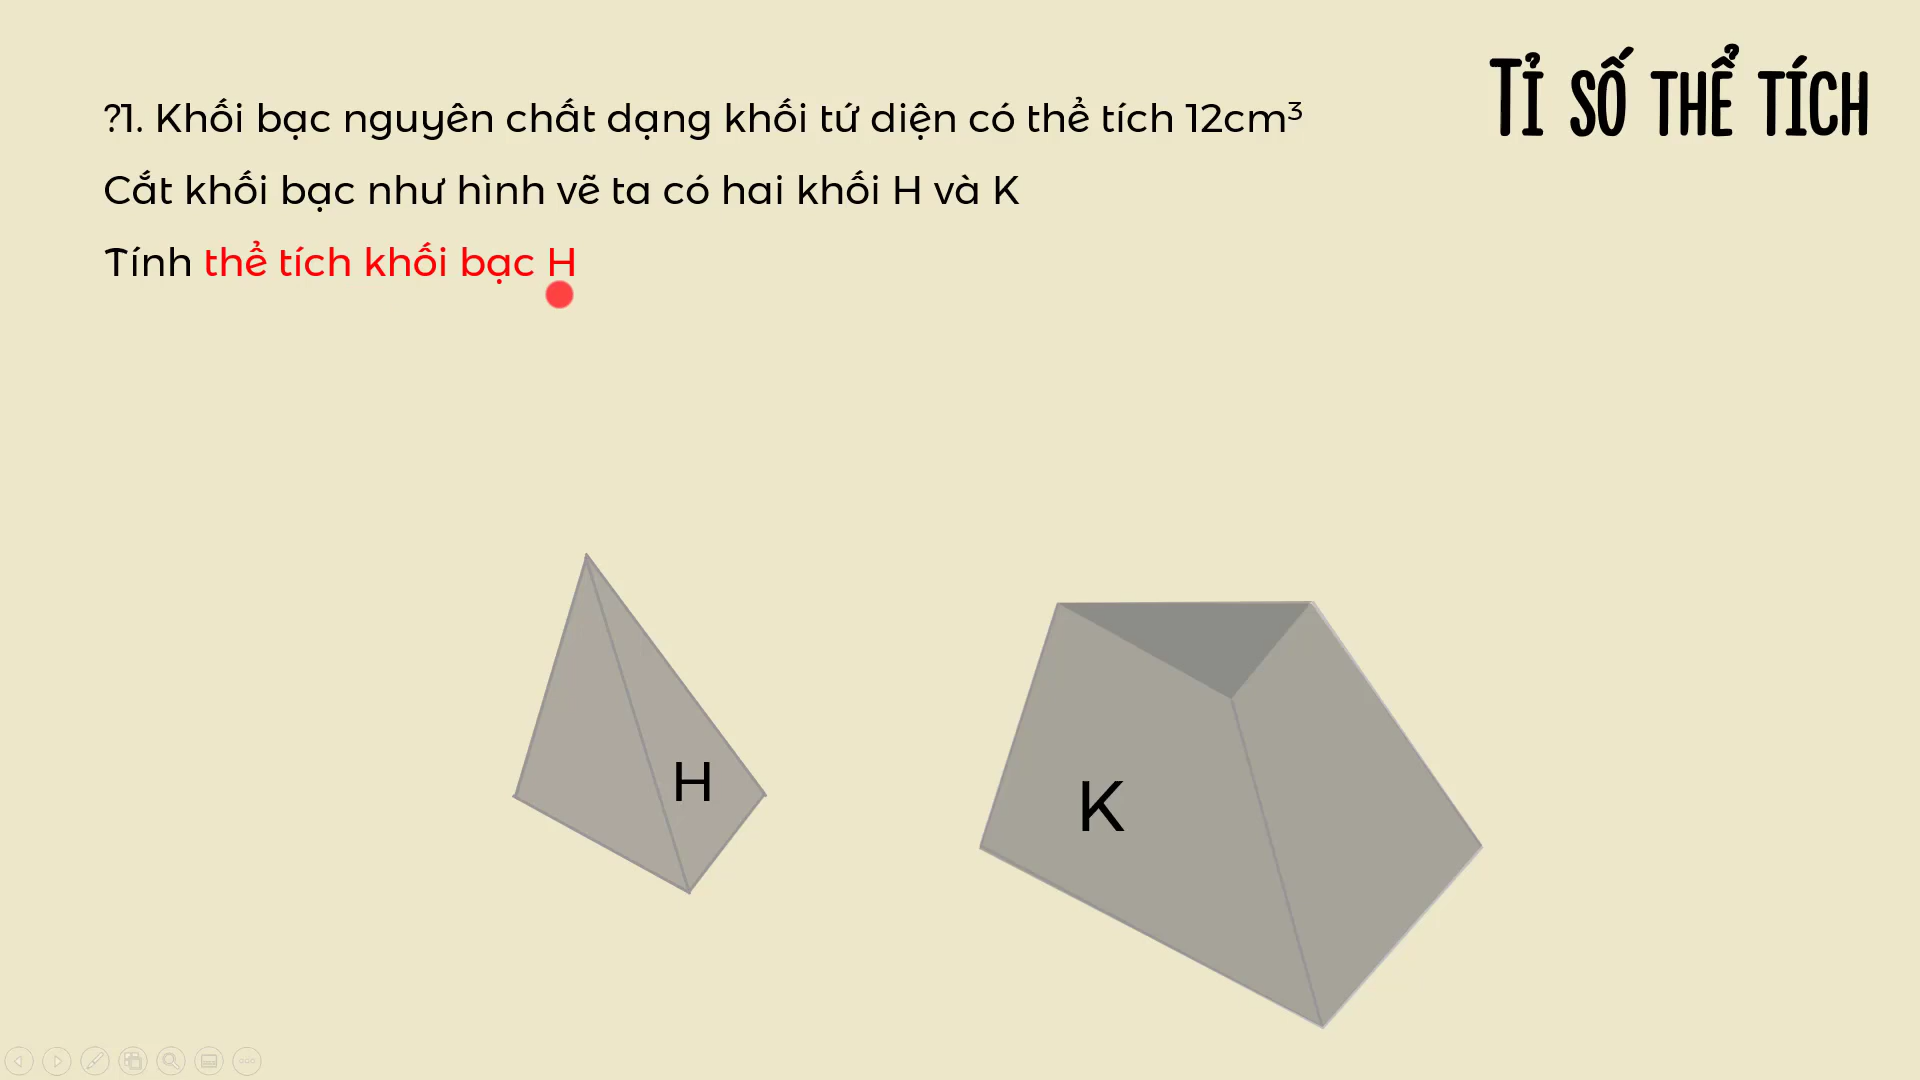 TỈ SỐ THỂ TÍCH
?1. Khối bạc nguyên chất dạng khối tứ diện có thể tích 12cm³
Cắt khối bạc như hình vẽ ta có hai khối H và K
Tính thể tích khối bạc H
H
K